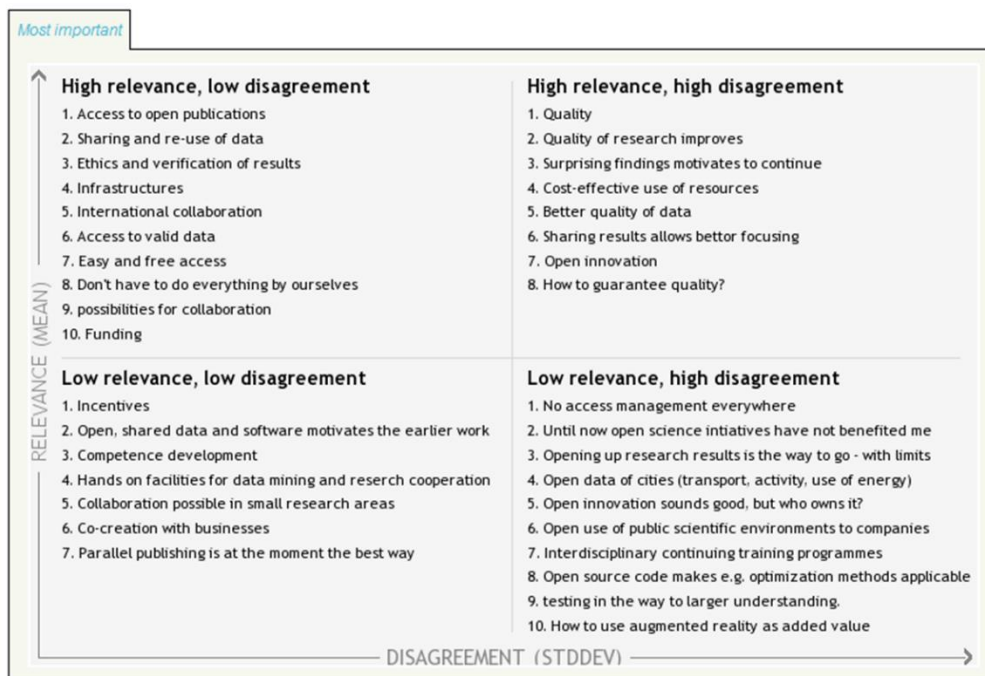 Most important
High relevance, low disagreement
1. Access to open publications
2. Sharing and re-use of data
3. Ethics and verification of results
4. Infrastructures
5. International collaboration
6. Access to valid data
7. Easy and free access
8. Don't have to do everything by ourselves
9. possibilities for collaboration
10. Funding
High relevance, high disagreement
1. Quality
2. Quality of research improves
3. Surprising findings motivates to continue
4. Cost-effective use of resources
5. Better quality of data
6. Sharing results allows bettor focusing
7. Open innovation
8. How to guarantee quality?
RELEVANCE (MEAN)
Low relevance, low disagreement
1. Incentives
2. Open, shared data and software motivates the earlier work
3. Competence development
4. Hands on facilities for data mining and reserch cooperation
5. Collaboration possible in small research areas
6. Co-creation with businesses
7. Parallel publishing is at the moment the best way
Low relevance, high disagreement
1. No access management everywhere
2. Until now open science intiatives have not benefited me
3. Opening up research results is the way to go - with limits
4. Open data of cities (transport, activity, use of energy)
5. Open innovation sounds good, but who owns it?
6. Open use of public scientific environments to companies
7. Interdisciplinary continuing training programmes
8. Open source code makes e.g. optimization methods applicable
9. testing in the way to larger understanding.
10. How to use augmented reality as added value
DISAGREEMENT (STDDEV)